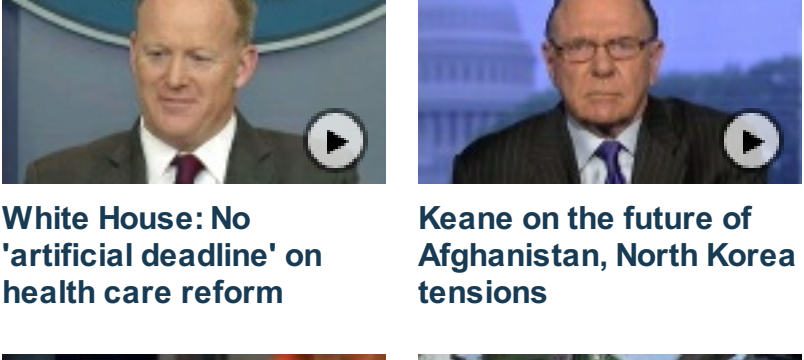 White House: No
'artificial deadline' on
health care reform
Keane on the future of
Afghanistan, North Korea
tensions